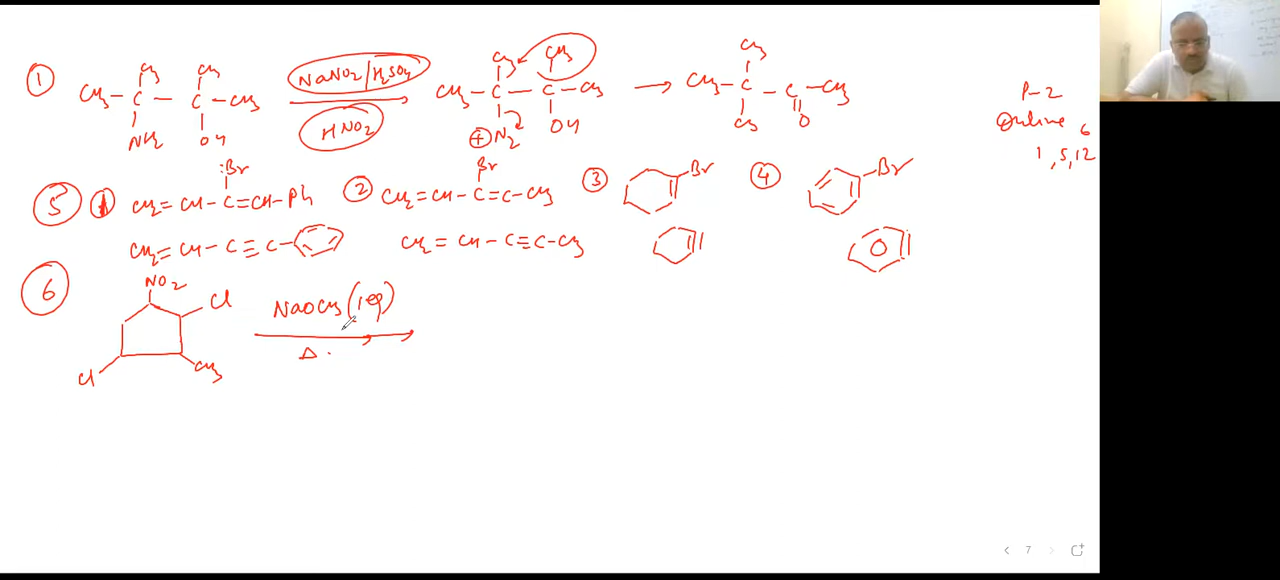 ① CH₃ – C – C – CH₃ NaNO₂/H₂SO₄ CH₃ – C – C – CH₃ → CH₃ – C – C – CH₃
CH₃ CH₃ CH₃ CH₃ CH₃
NH₂ OH HNO₂ ⊕N₂ OH CH₃ O
P-2
Online 6
1, 5, 12
⑤ ① CH₂ = CH – C = CH – Ph ② CH₂ = CH – C = C – CH₃ ③ Br ④ Br
:Br Br
CH₂ = CH – C ≡ C – CH₂ = CH – C ≡ C – CH₃
⑥ NO₂
Cl NaOCH₃ (1eq)
Δ.
Cl CH₃
7